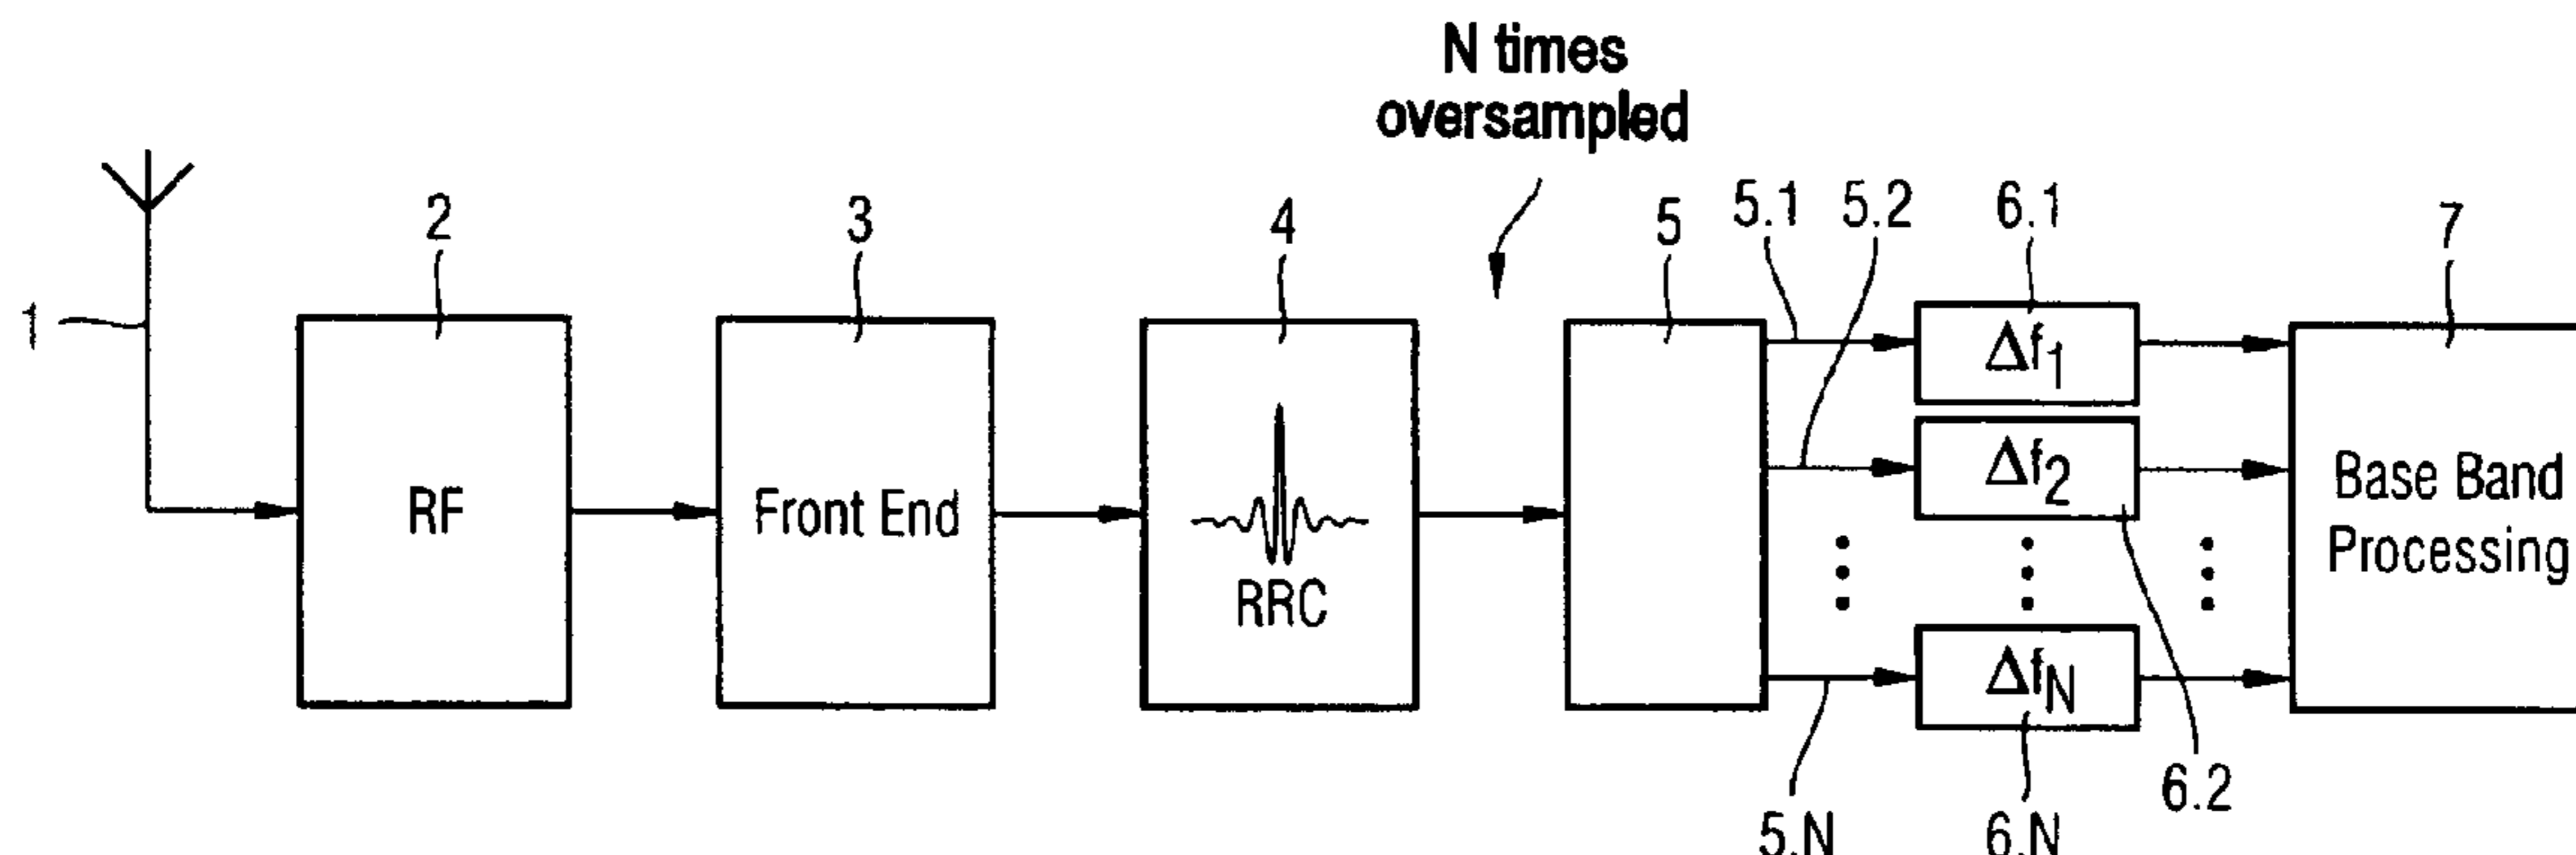 N times
oversampled
1
2
3
4
5
5.1
5.2
6.1
7
RF
Front End
RRC
Δf1
Δf2
ΔfN
Base Band
Processing
6.2
5.N
6.N